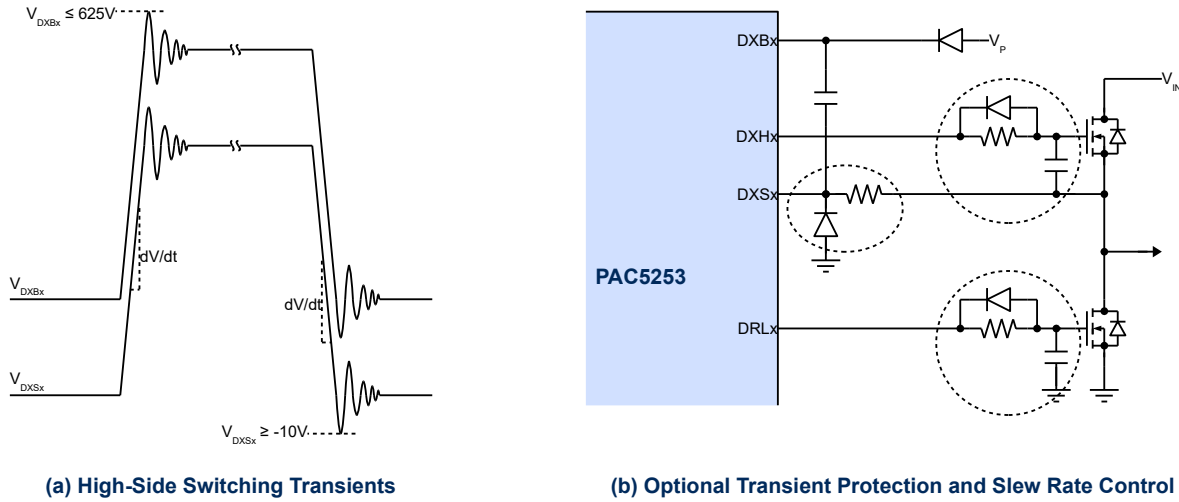 V_DXBx ≤ 625V
dV/dt
V_DXBx
dV/dt
V_DXSx
V_DXSx ≥ -10V
(a) High-Side Switching Transients
DXBx
V_P
V_IN
DXHx
DXSx
PAC5253
DRLx
(b) Optional Transient Protection and Slew Rate Control